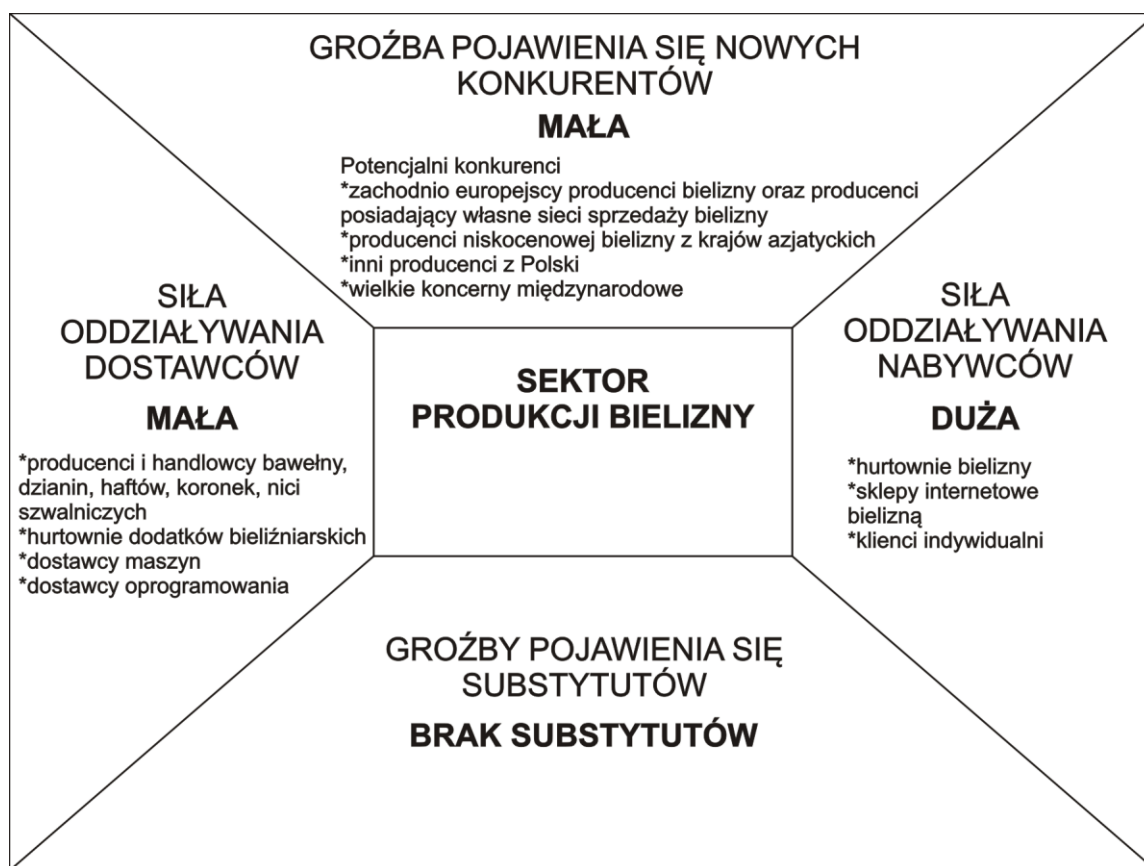 GROŹBA POJAWIENIA SIĘ NOWYCH
KONKURENTÓW
MAŁA
Potencjalni konkurenci
*zachodnio europejscy producenci bielizny oraz producenci
posiadający własne sieci sprzedaży bielizny
*producenci niskocenowej bielizny z krajów azjatyckich
*inni producenci z Polski
*wielkie koncerny międzynarodowe
SIŁA
ODDZIAŁYWANIA
DOSTAWCÓW
MAŁA
*producenci i handlowcy bawełny,
dzianin, haftów, koronek, nici
szwalniczych
*hurtownie dodatków bieliźniarskich
*dostawcy maszyn
*dostawcy oprogramowania
SEKTOR
PRODUKCJI BIELIZNY
SIŁA
ODDZIAŁYWANIA
NABYWCÓW
DUŻA
*hurtownie bielizny
*sklepy internetowe
bielizną
*klienci indywidualni
GROŹBY POJAWIENIA SIĘ
SUBSTYTUTÓW
BRAK SUBSTYTUTÓW